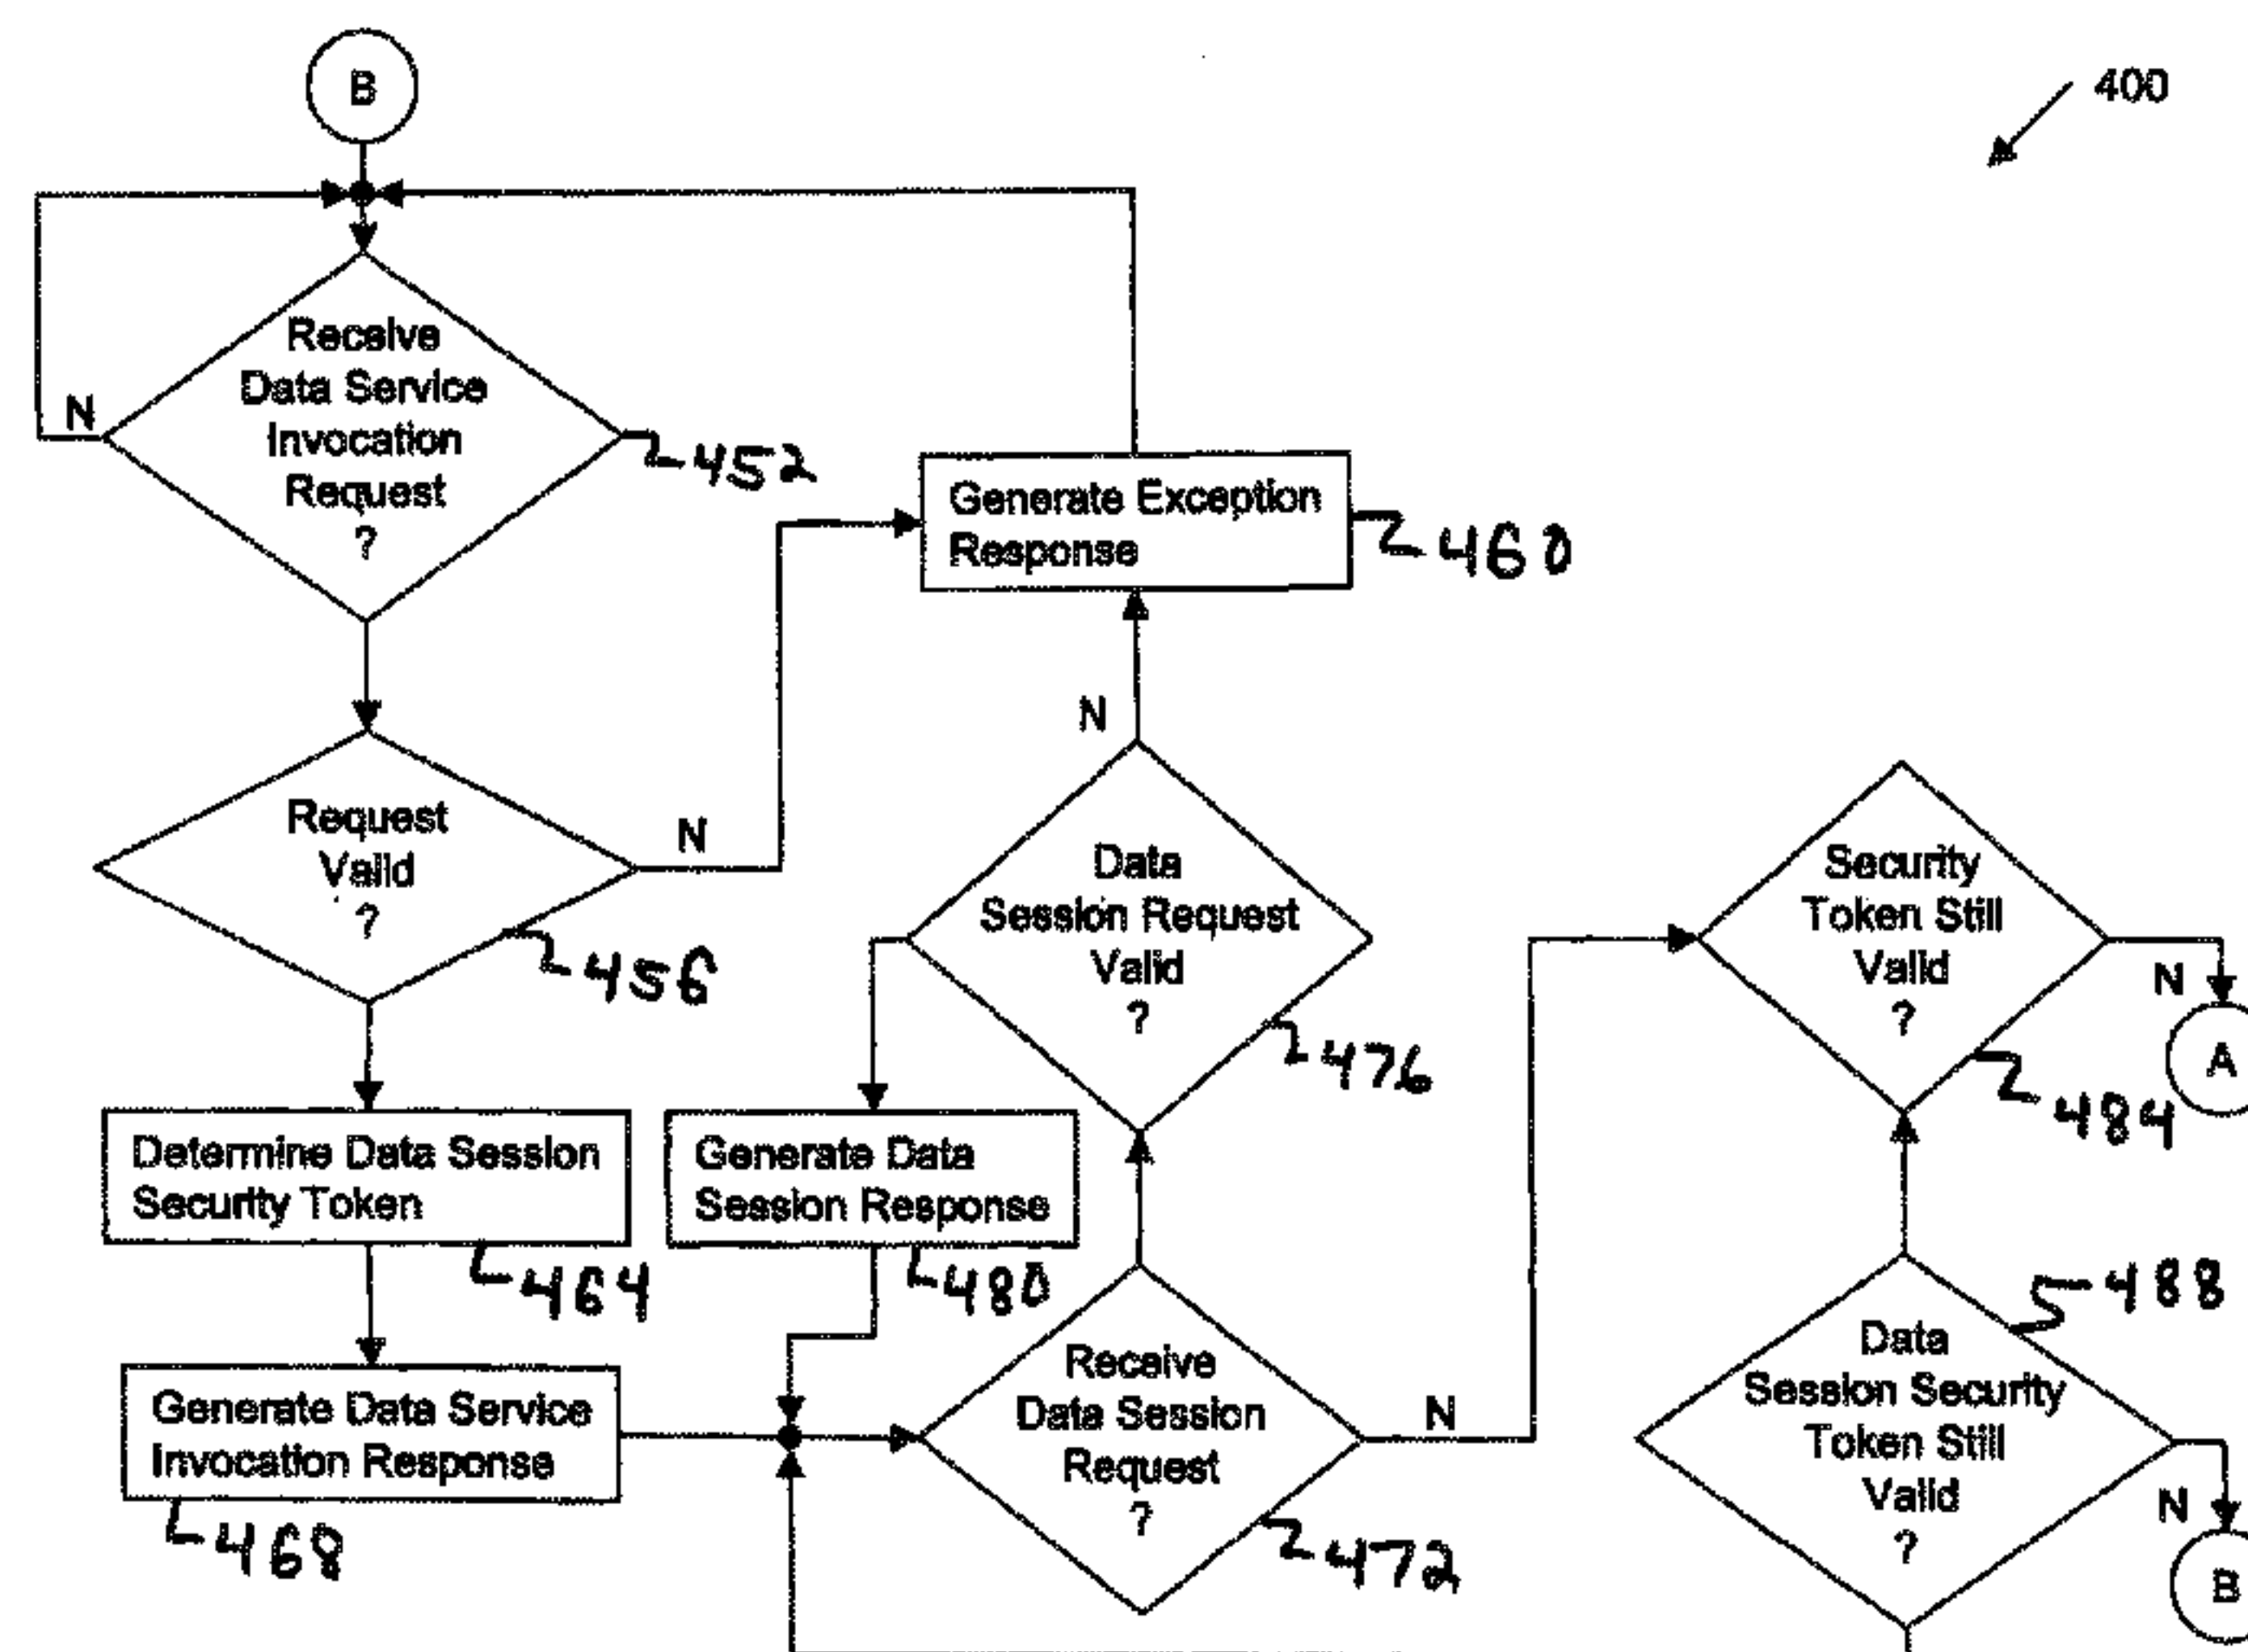 B
400
Receive
Data Service
Invocation
Request
?
N
452
Generate Exception
Response
460
Request
Valid
?
N
456
N
Data
Session Request
Valid
?
476
Security
Token Still
Valid
?
N
A
484
Determine Data Session
Security Token
464
Generate Data
Session Response
480
488
Data
Session Security
Token Still
Valid
?
N
B
Generate Data Service
Invocation Response
468
Receive
Data Session
Request
?
N
472